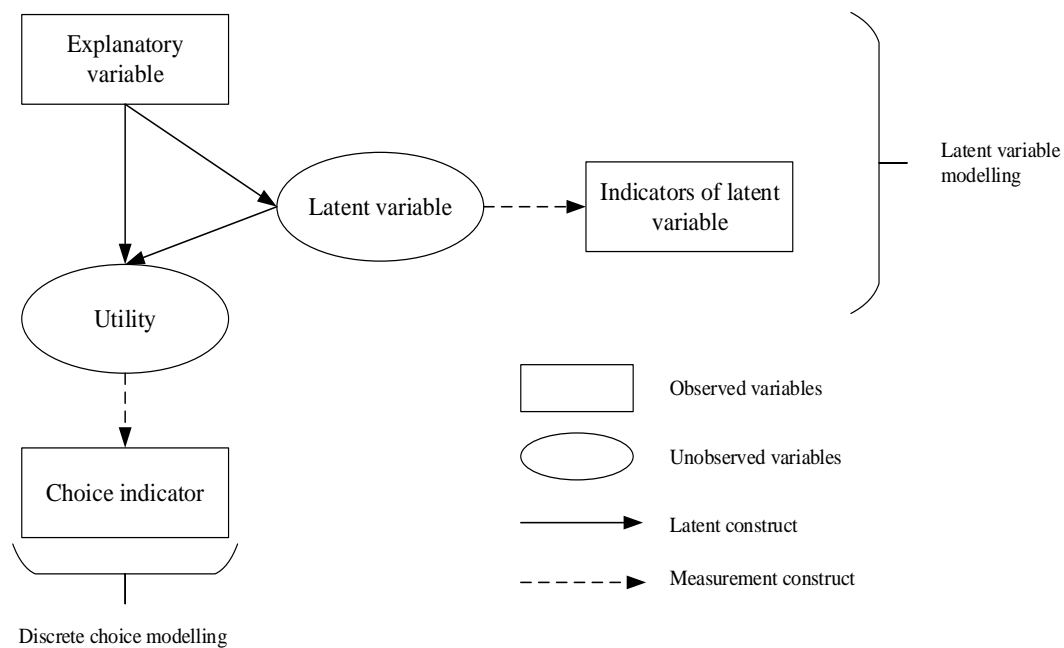 Explanatory
variable
Latent variable
Indicators of latent
variable
Latent variable
modelling
Utility
Choice indicator
Discrete choice modelling
Observed variables
Unobserved variables
Latent construct
Measurement construct